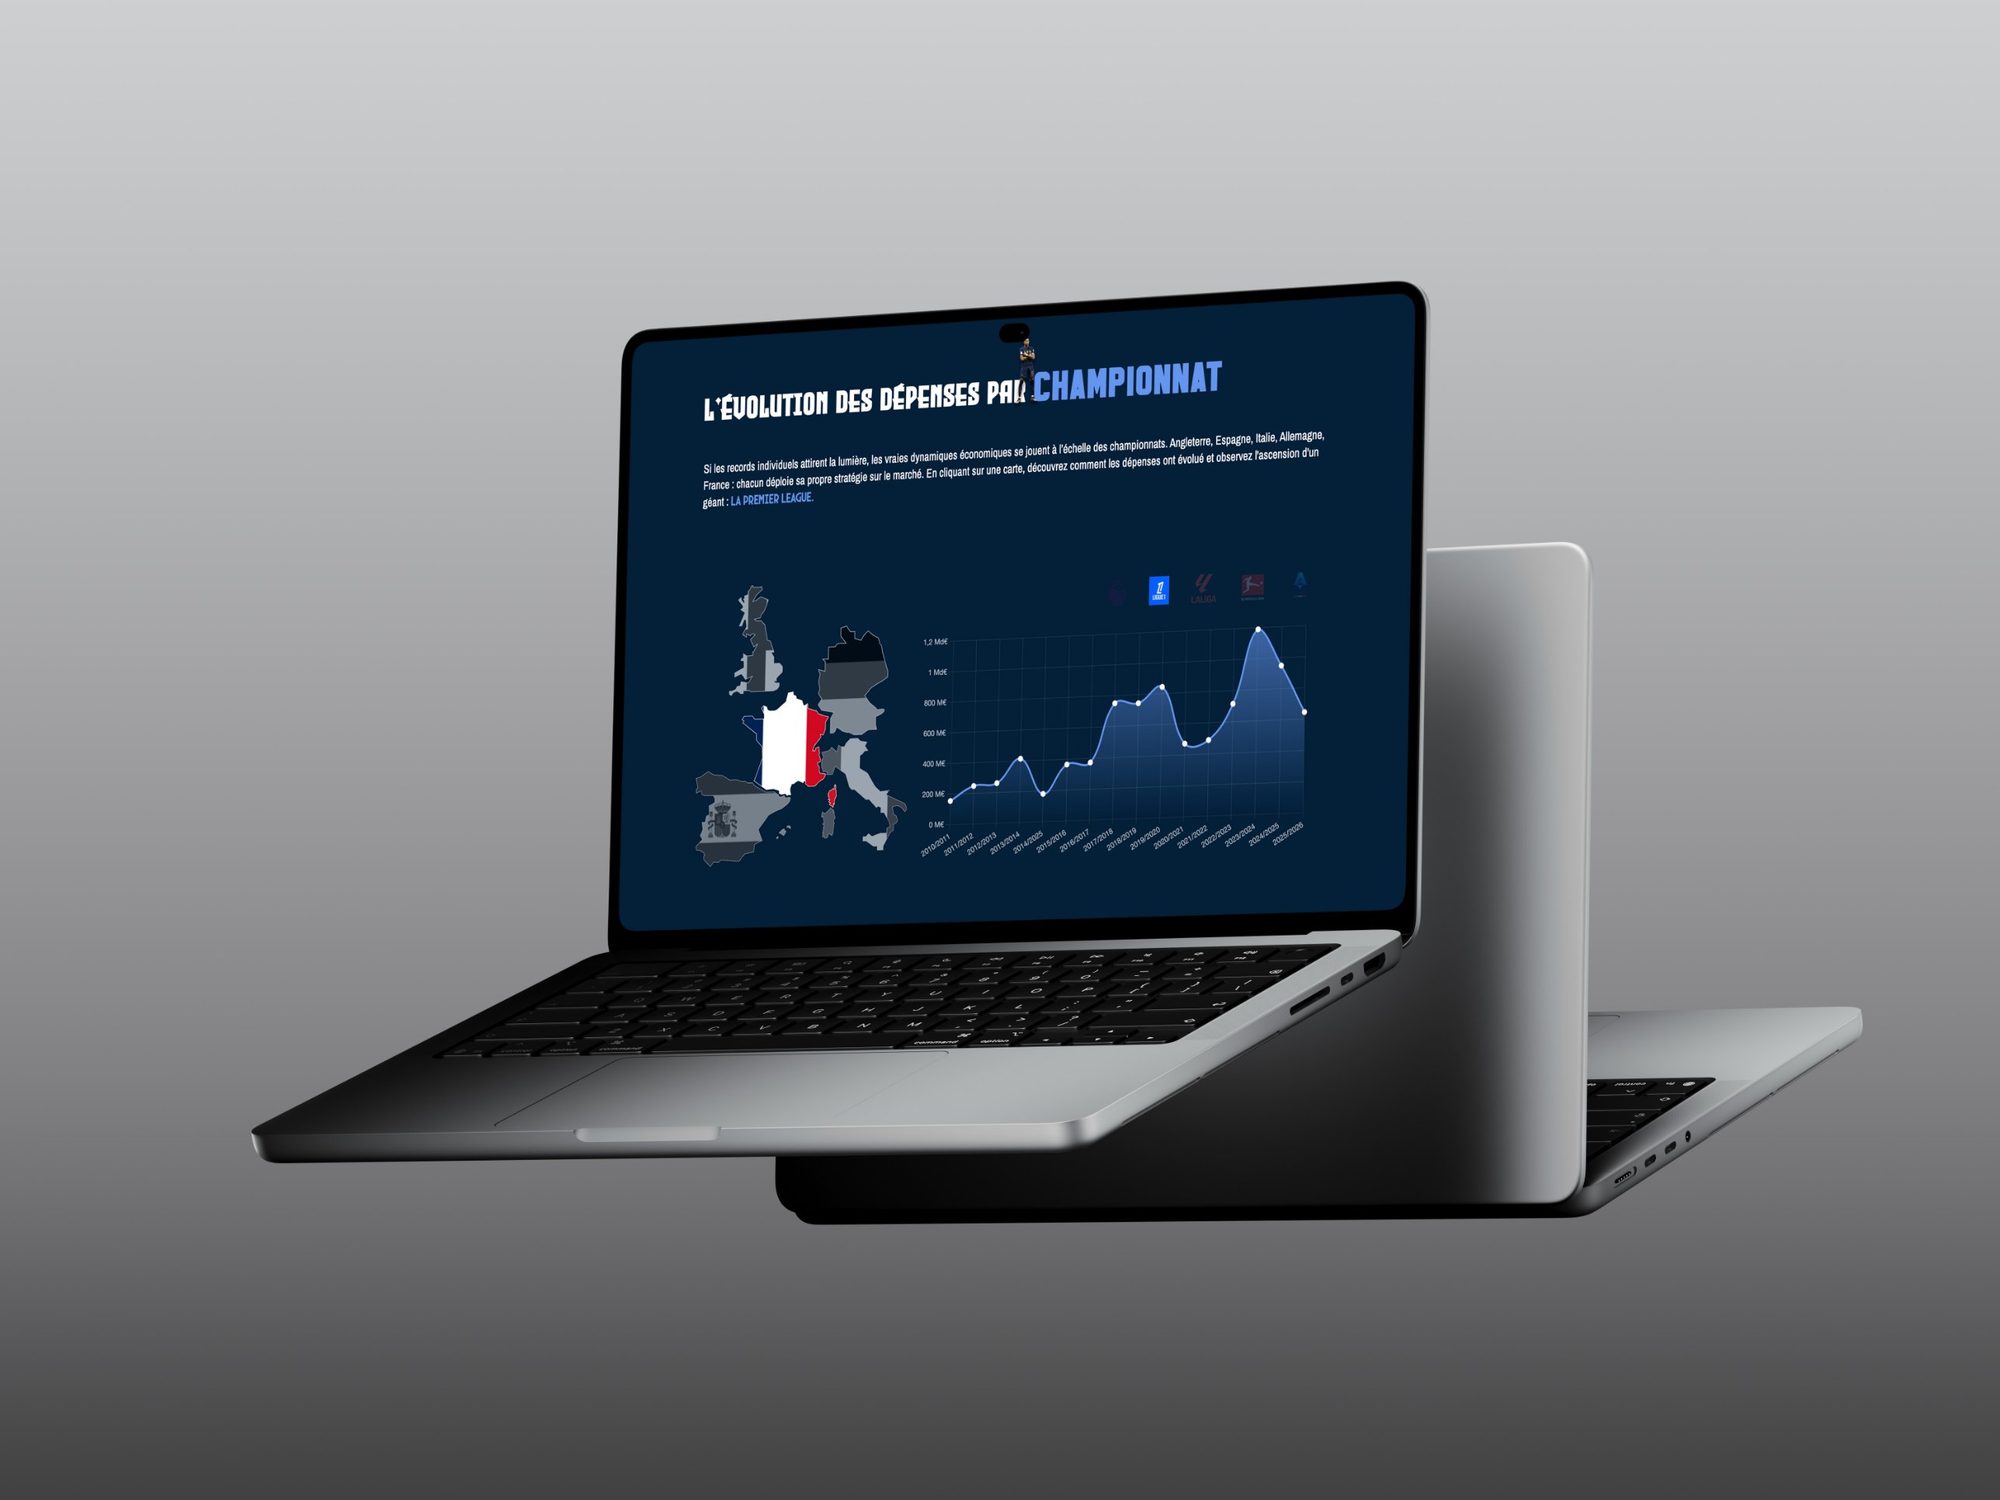 L'ÉVOLUTION DES DÉPENSES PAR CHAMPIONNAT
Si les records individuels attirent la lumière, les vraies dynamiques économiques se jouent à l'échelle des championnats. Angleterre, Espagne, Italie, Allemagne,
France : chacun déploie sa propre stratégie sur le marché. En cliquant sur une carte, découvrez comment les dépenses ont évolué et observez l'ascension d'un
géant : LA PREMIER LEAGUE.
LIGUE 1
LALIGA
1,2 Md€
1 Md€
800 M€
600 M€
400 M€
200 M€
0 M€
2010/2011
2011/2012
2012/2013
2013/2014
2014/2025
2015/2016
2016/2017
2017/2018
2018/2019
2019/2020
2020/2021
2021/2022
2022/2023
2023/2024
2024/2025
2025/2026
Q W E R T Y U I O P
A S D F G H J K L
Z X C V B N M
command option
control
fn